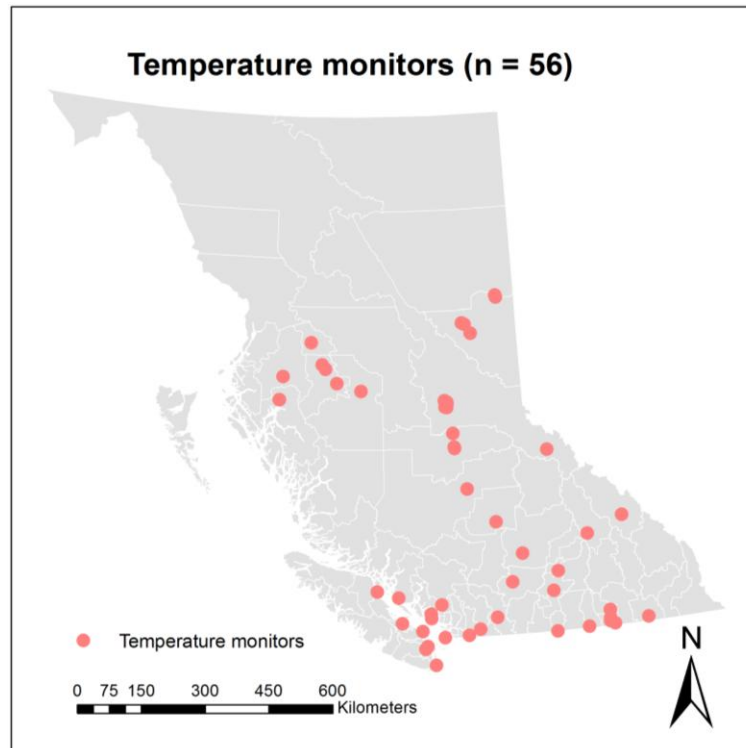 Temperature monitors (n = 56)
Temperature monitors
N
0 75 150 300 450 600
Kilometers